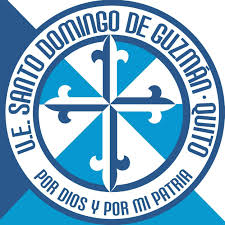 U.E. SANTO DOMINGO DE GUZMÁN · QUITO
POR DIOS Y POR MI PATRIA